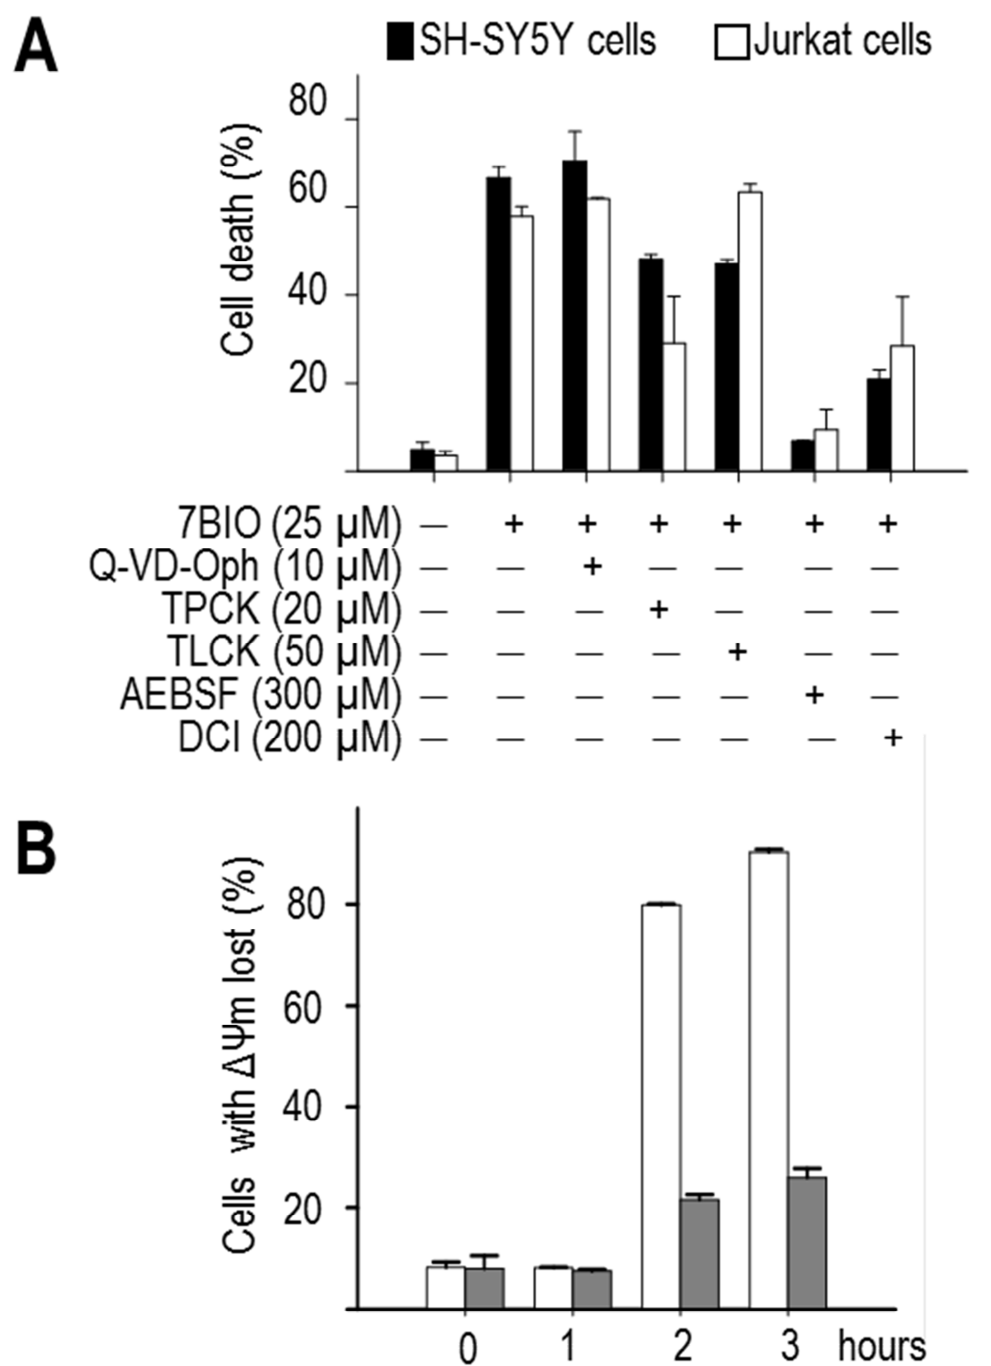 A
SH-SY5Y cells Jurkat cells
Cell death (%)
80
60
40
20
7BIO (25 µM) — + + + + + +
Q-VD-Oph (10 µM) — — + — — — —
TPCK (20 µM) — — — + — — —
TLCK (50 µM) — — — — + — —
AEBSF (300 µM) — — — — — + —
DCI (200 µM) — — — — — — +
B
Cells with ΔΨm lost (%)
80
60
40
20
0 1 2 3 hours